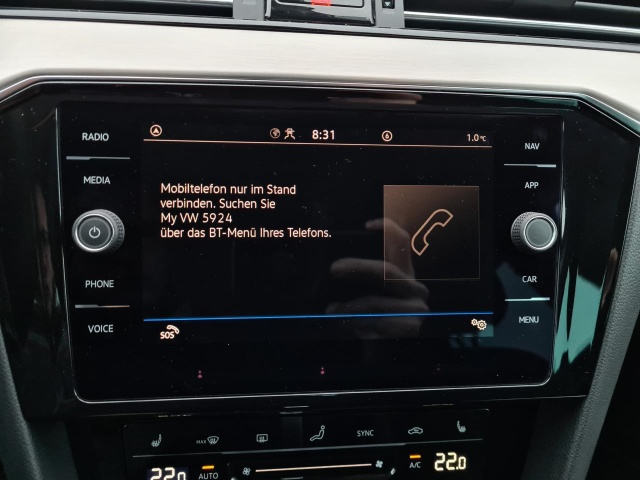 RADIO
MEDIA
PHONE
VOICE
8:31
1.0°C
Mobiltelefon nur im Stand
verbinden. Suchen Sie
My VW 5924
über das BT-Menü Ihres Telefons.
SOS
NAV
APP
CAR
MENU
MAX
SYNC
22.0
AUTO
A/C
22.0